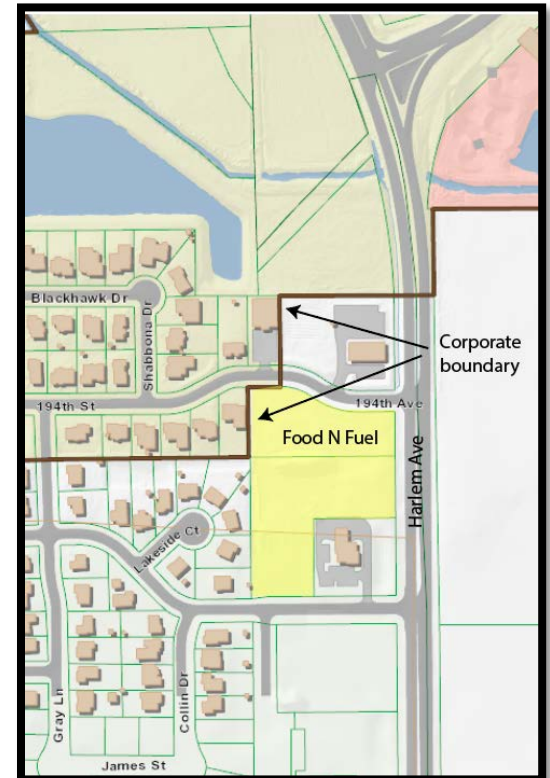 Blackhawk Dr
Shabbona Dr
Corporate
boundary
194th St
194th Ave
Food N Fuel
Harlem Ave
Lakeside Ct
Gray Ln
Collin Dr
James St